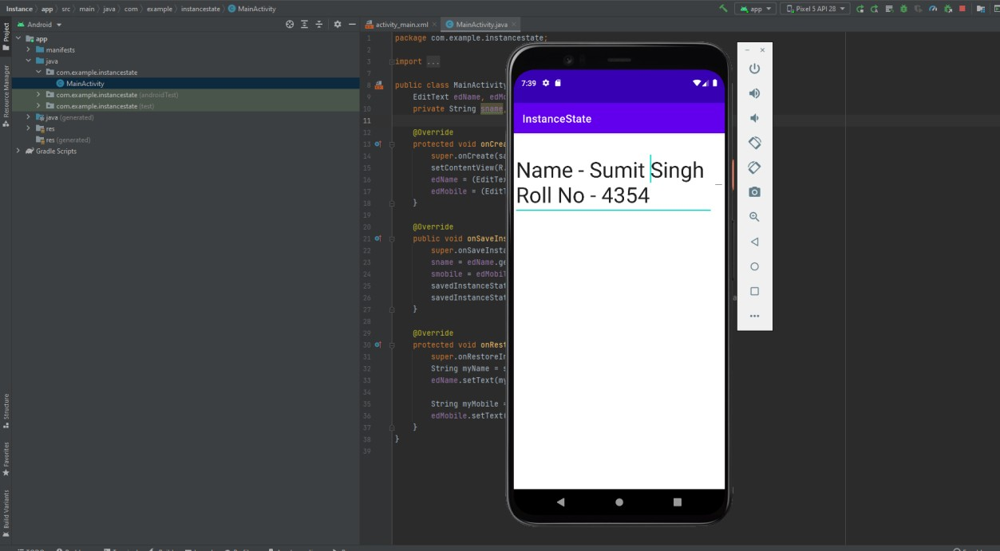 Instance app src main java com example instancestate MainActivity
app Pixel 5 API 28
Android
activity_main.xml MainActivity.java
Project
Resource Manager
Structure
Favorites
Build Variants
app
manifests
java
com.example.instancestate
MainActivity
com.example.instancestate (androidTest)
com.example.instancestate (test)
java (generated)
res
res (generated)
Gradle Scripts
1 package com.example.instancestate;
2
3 import ...
7
8 public class MainActivity
9 EditText edName, edMo
10 private String sname,
11
12 @Override
13 protected void onCrea
14 super.onCreate(sa
15 setContentView(R.
16 edName = (EditTex
17 edMobile = (EditT
18 }
19
20 @Override
21 public void onSaveIns
22 super.onSaveInsta
23 sname = edName.ge
24 smobile = edMobil
25 savedInstanceStat
26 savedInstanceStat
27 }
28
29 @Override
30 protected void onRest
31 super.onRestoreIn
32 String myName = s
33 edName.setText(my
34
35 String myMobile =
36 edMobile.setText(
37 }
38 }
39
7:39
InstanceState
Name - Sumit Singh
Roll No - 4354